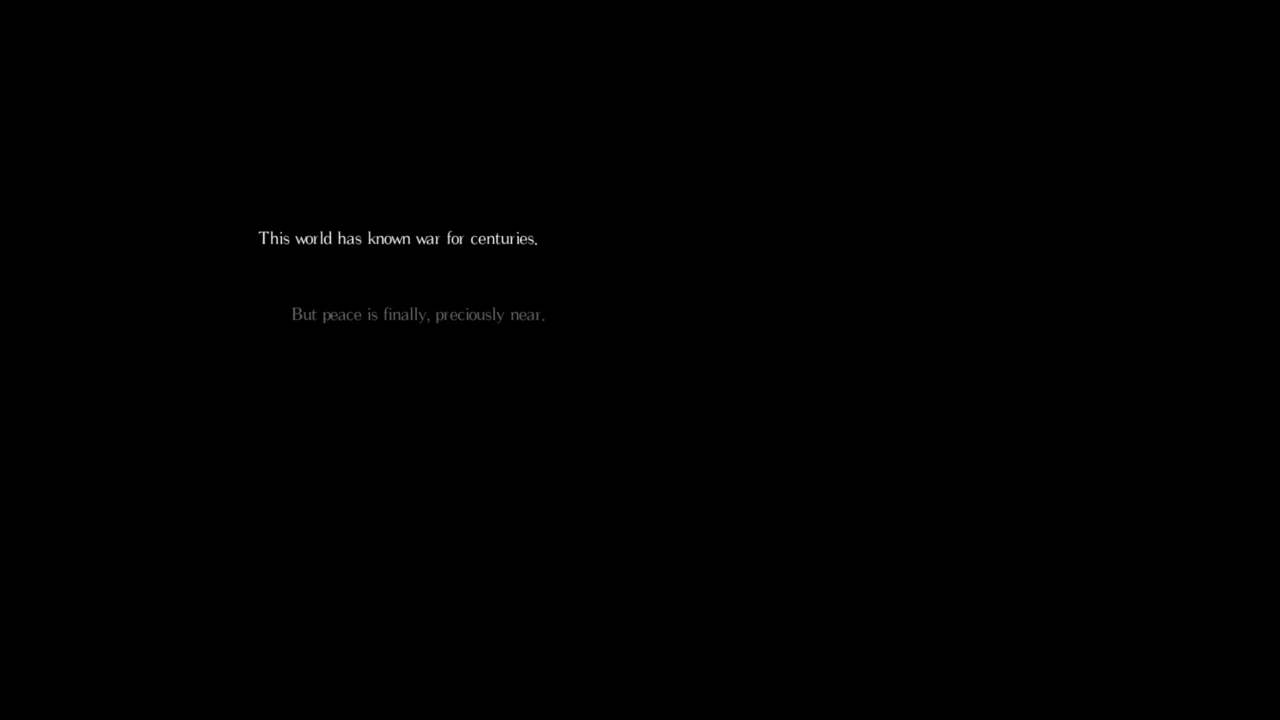 This world has known war for centuries.
But peace is finally, preciously near.